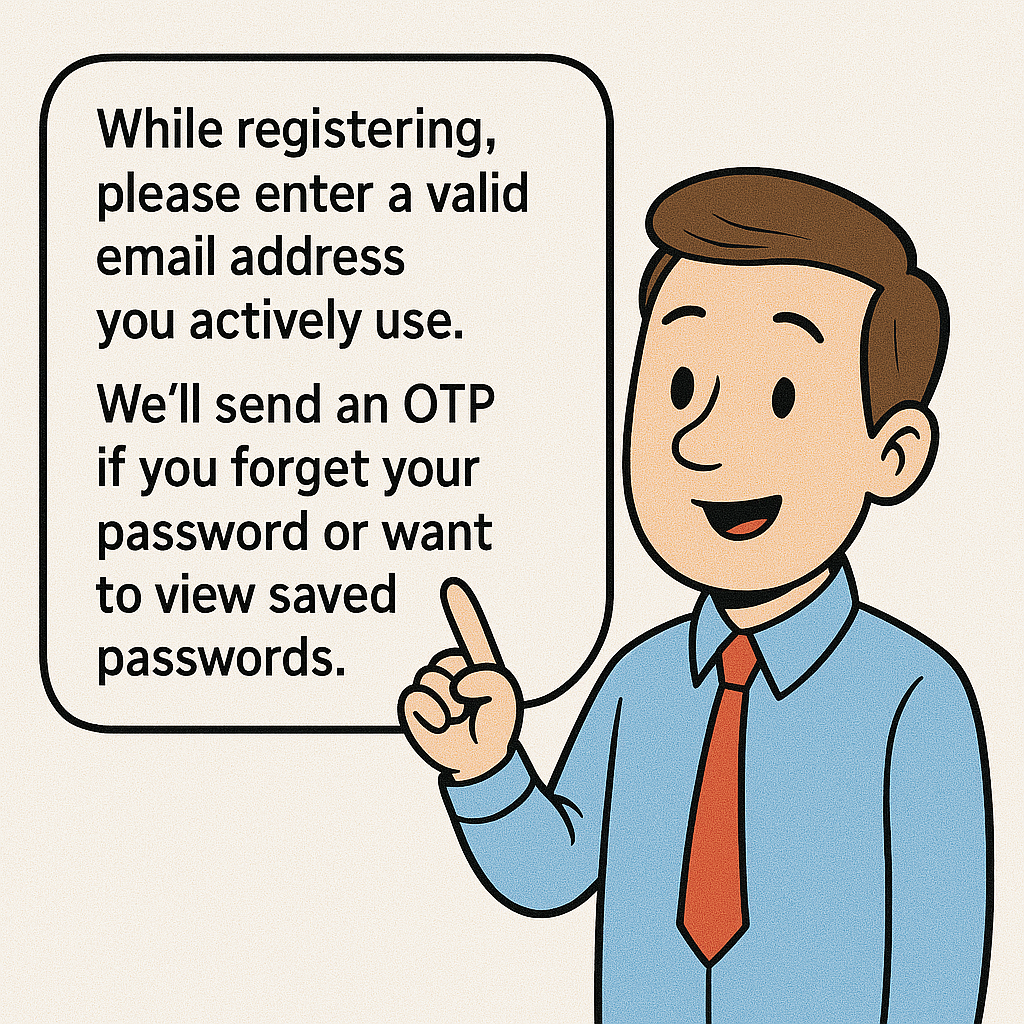 While registering,
please enter a valid
email address
you actively use.
We'll send an OTP
if you forget your
password or want
to view saved
passwords.